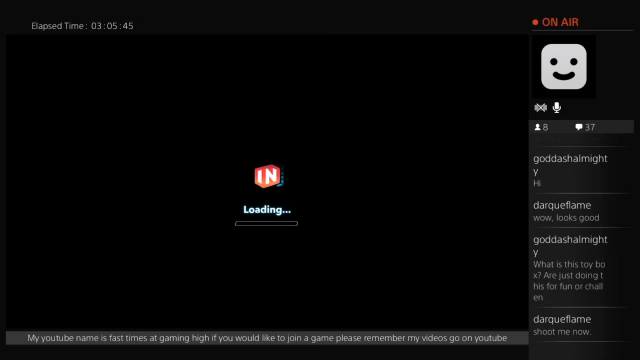 Elapsed Time : 03 : 05 : 45
ON AIR
8
37
goddashalmight
y
Hi
darqueflame
wow, looks good
goddashalmight
y
What is this toy bo
x? Are just doing t
his for fun or chall
en
darqueflame
shoot me now.
IN
Loading...
My youtube name is fast times at gaming high if you would like to join a game please remember my videos go on youtube